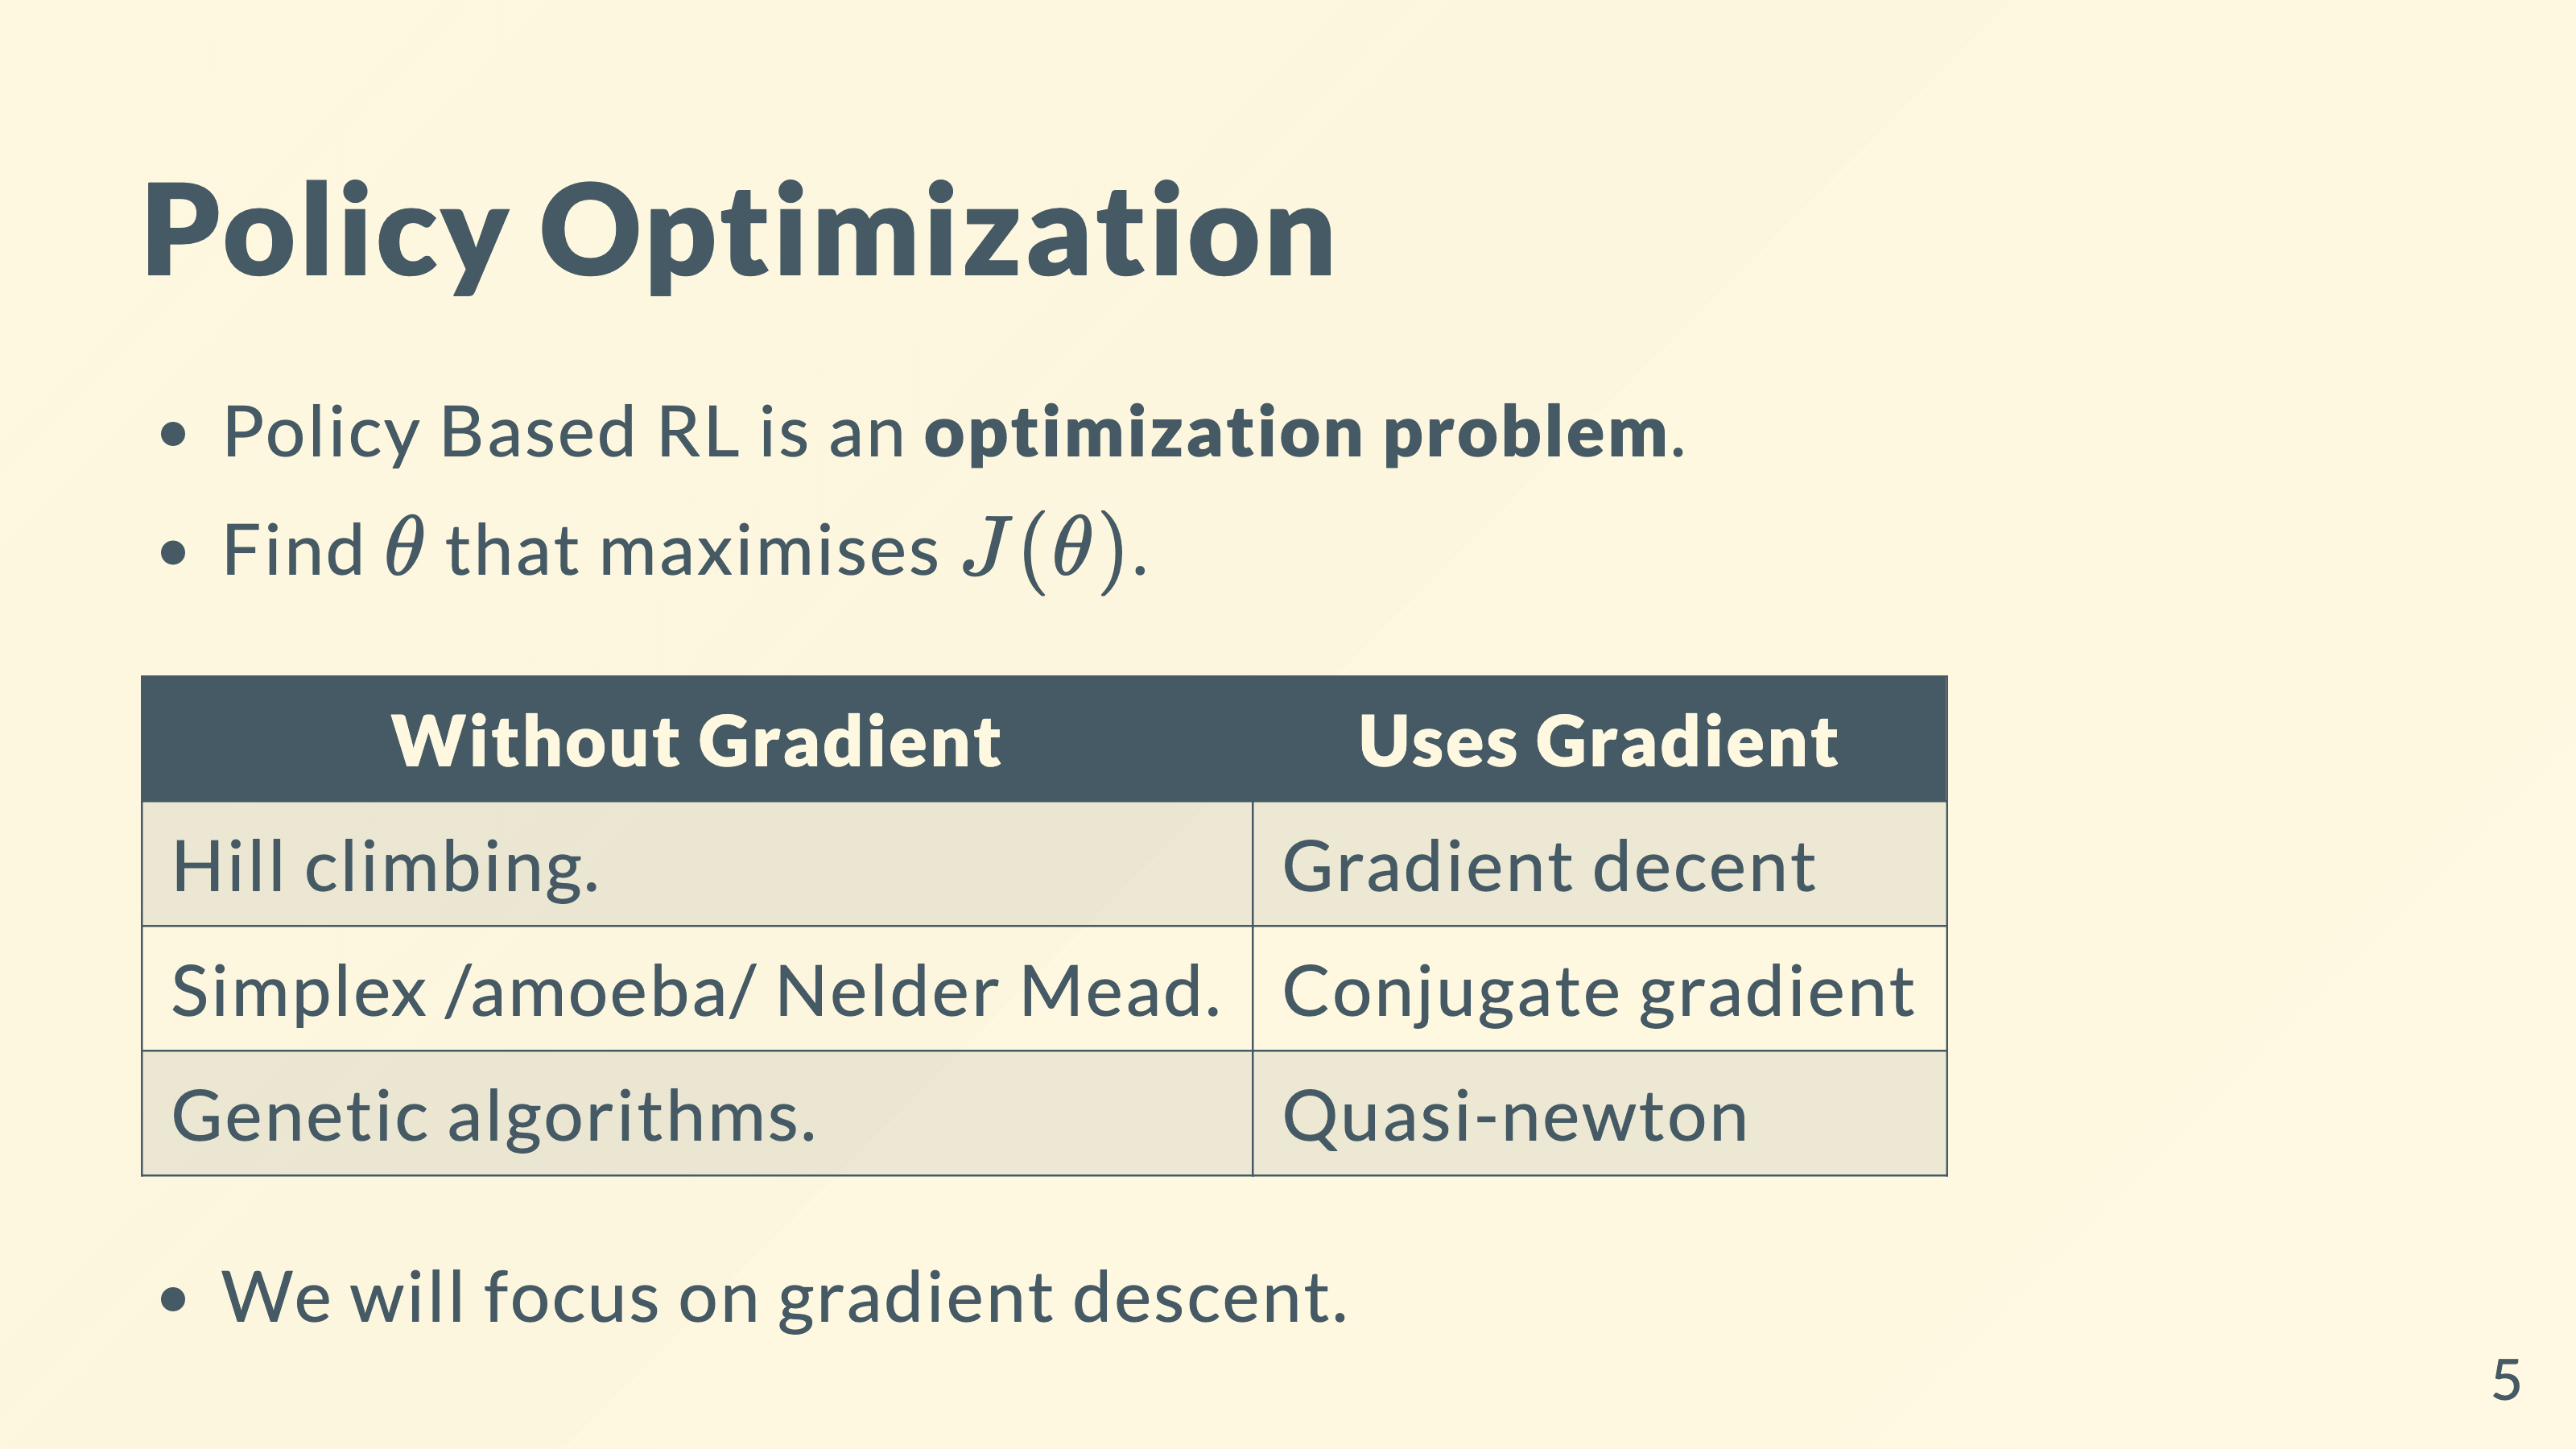 Policy Optimization
• Policy Based RL is an optimization problem.
• Find θ that maximises J(θ).
Without Gradient Uses Gradient
Hill climbing. Gradient decent
Simplex /amoeba/ Nelder Mead. Conjugate gradient
Genetic algorithms. Quasi-newton
• We will focus on gradient descent.
5